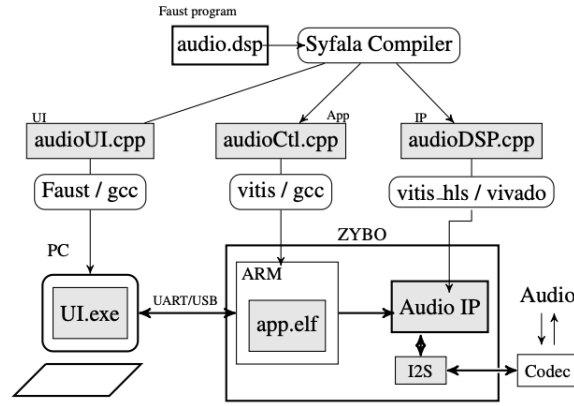 Faust program
audio.dsp
Syfala Compiler
UI
App
IP
audioUI.cpp
audioCtl.cpp
audioDSP.cpp
Faust / gcc
vitis / gcc
vitis_hls / vivado
PC
ZYBO
ARM
UART/USB
UI.exe
app.elf
Audio IP
Audio
I2S
Codec